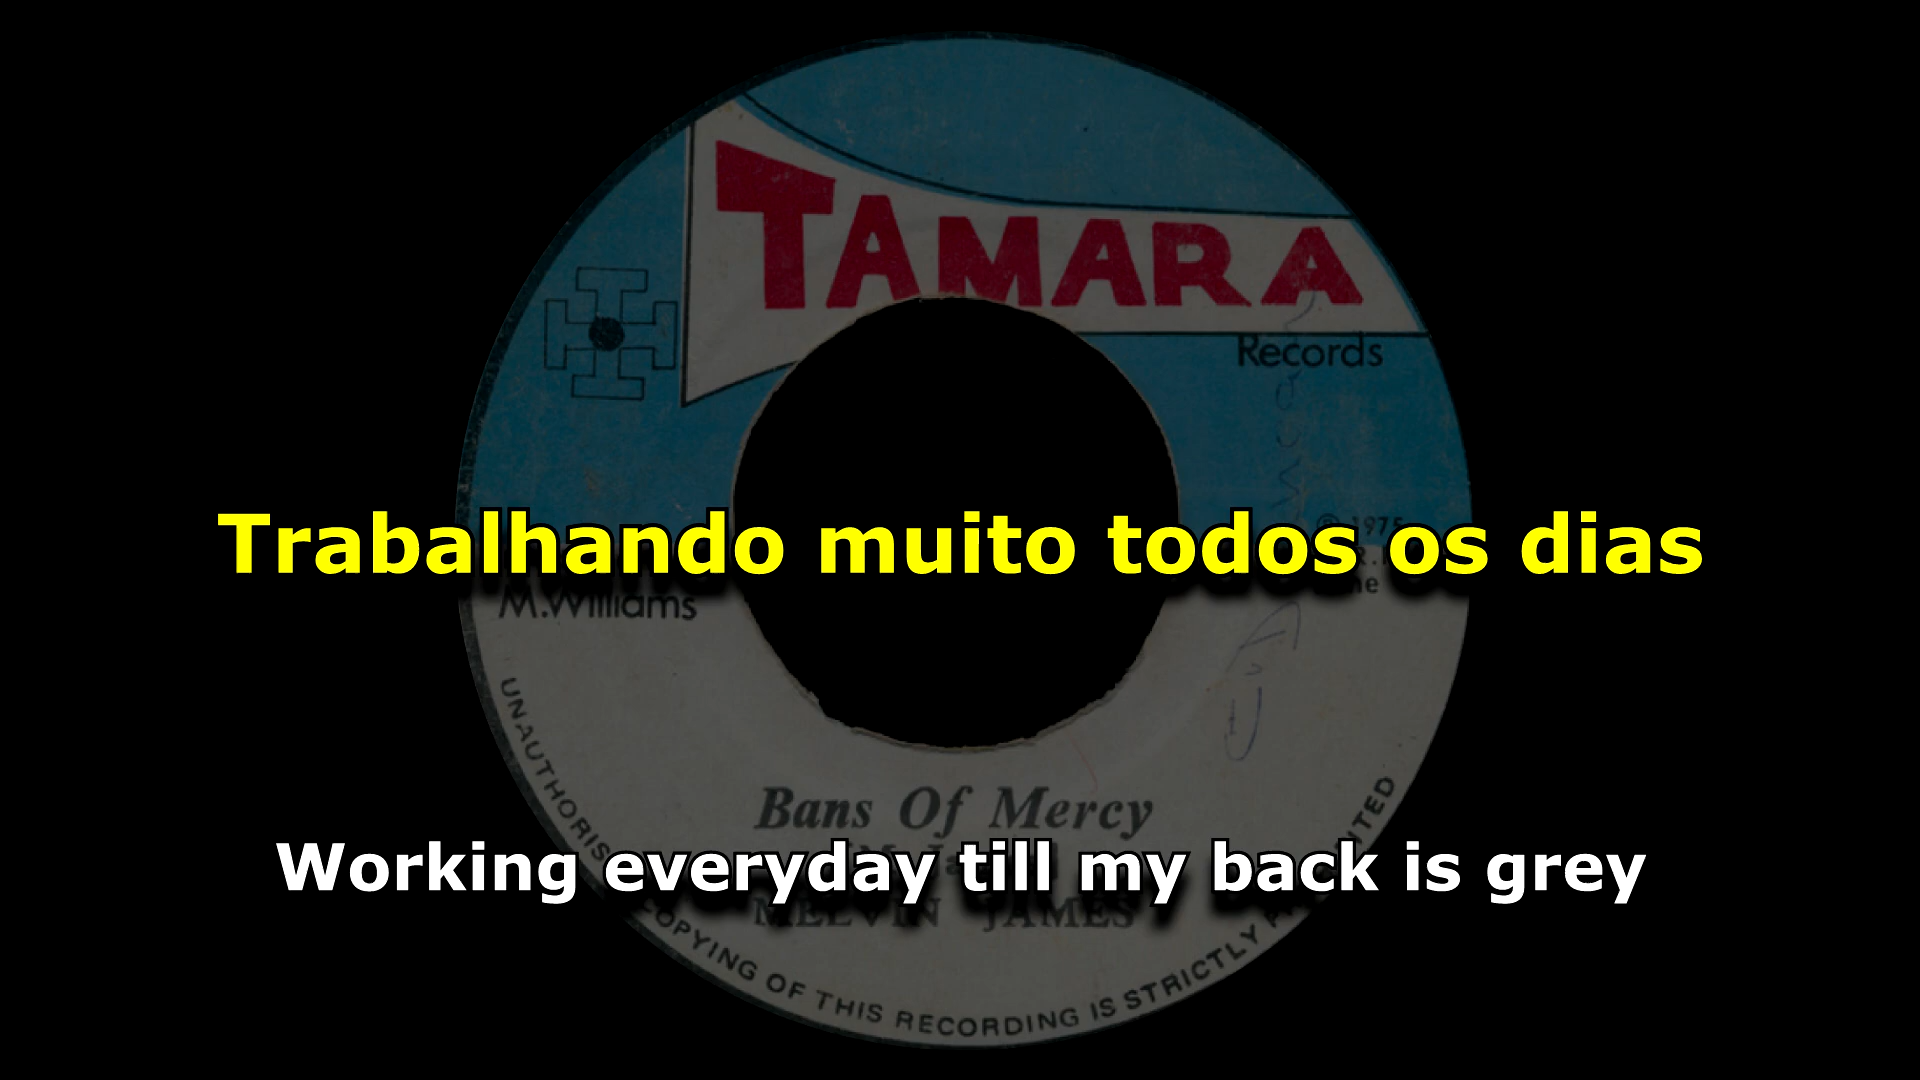 TAMARA
Records
Trabalhando muito todos os dias
M.Williams
Bans Of Mercy
Working everyday till my back is grey
MELVIN JAMES
COPYING OF THIS RECORDING IS STRICTLY